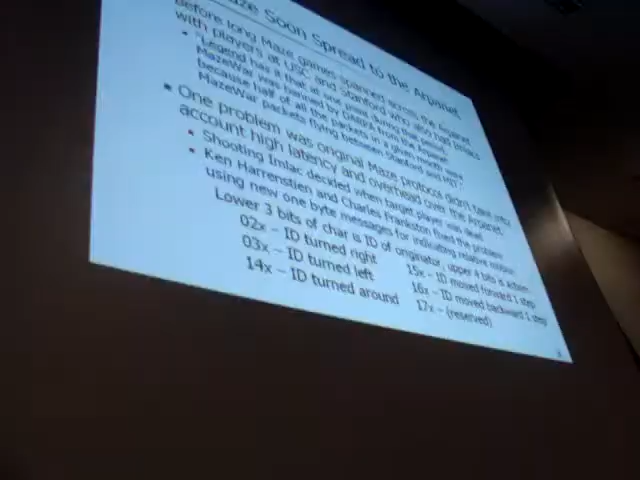 aze Soon Spread to the Arpanet
Before long Maze games spanned across the Arpanet
with players at USC and Stanford who also had Imlacs
• "Legend has it that at one point during that period,
MazeWar was banned by DARPA from the Arpanet
because half of all the packets in a given month were
MazeWar packets flying between Stanford and MIT."
• One problem was original Maze protocol didn't take into
account high latency and overhead over the Arpanet
• Shooting Imlac decided when target player was dead
• Ken Harrenstien and Charles Frankston fixed the problem
using new one byte messages for indicating relative motion
Lower 3 bits of char is ID of originator, upper 4 bits is action
02x – ID turned right
03x – ID turned left
14x – ID turned around
15x – ID moved forward 1 step
16x – ID moved backward 1 step
17x – (reserved)